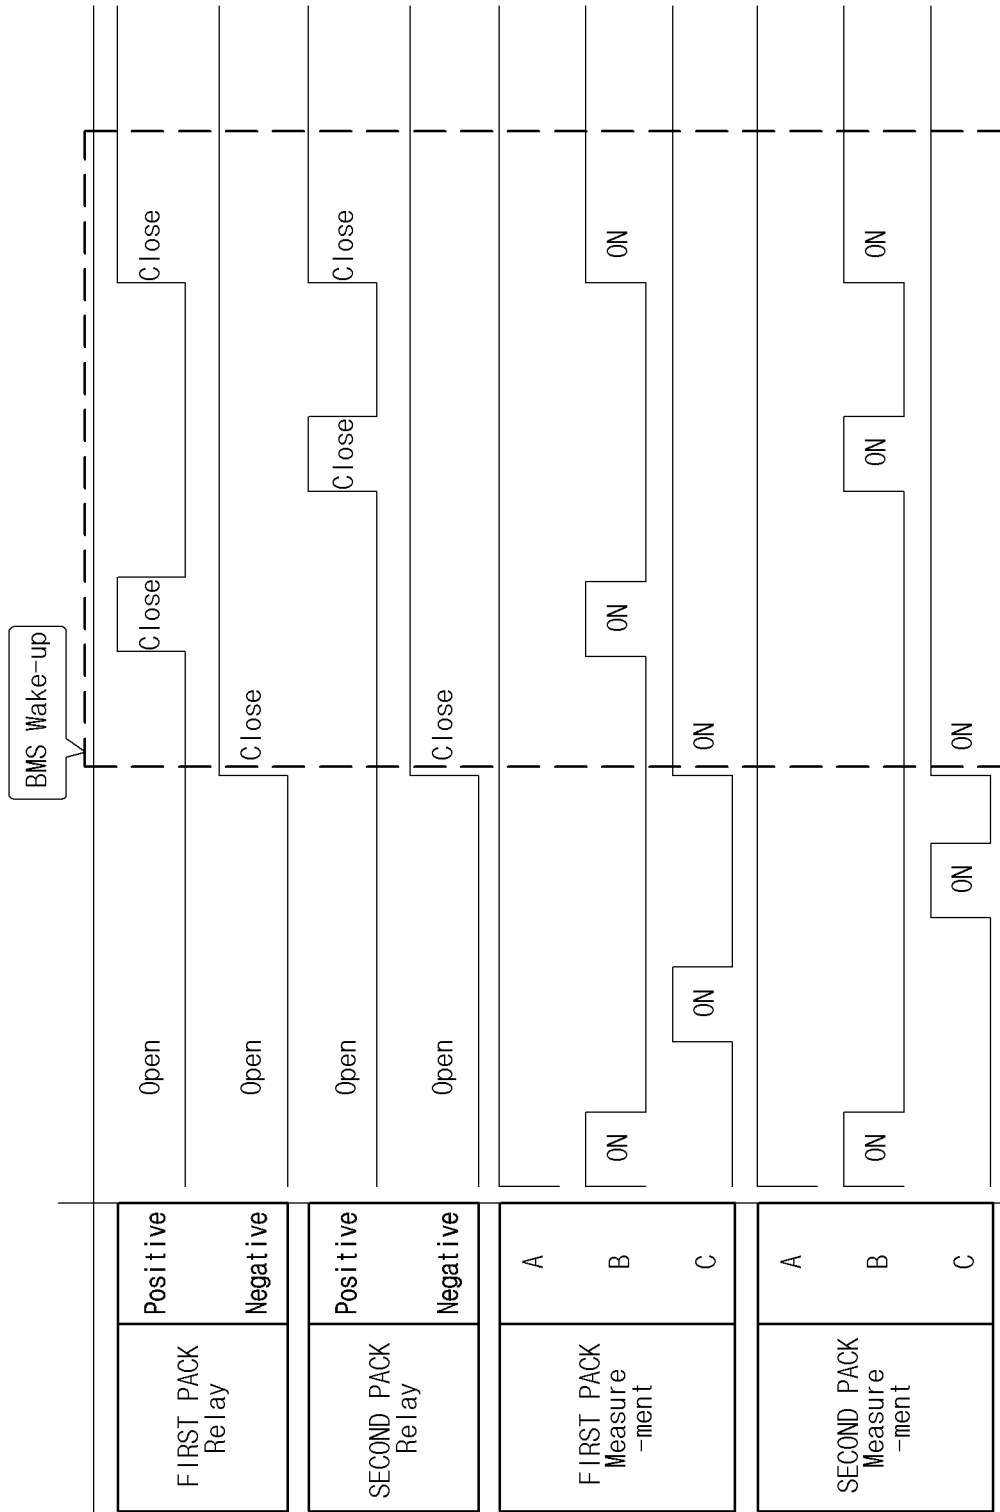 BMS Wake-up
FIRST PACK
Relay
Positive
Open
Close
Close
Negative
Open
Close
SECOND PACK
Relay
Positive
Open
Close
Close
Negative
Open
Close
FIRST PACK
Measure
-ment
A
B
ON
ON
ON
C
ON
ON
SECOND PACK
Measure
-ment
A
B
ON
ON
ON
C
ON
ON